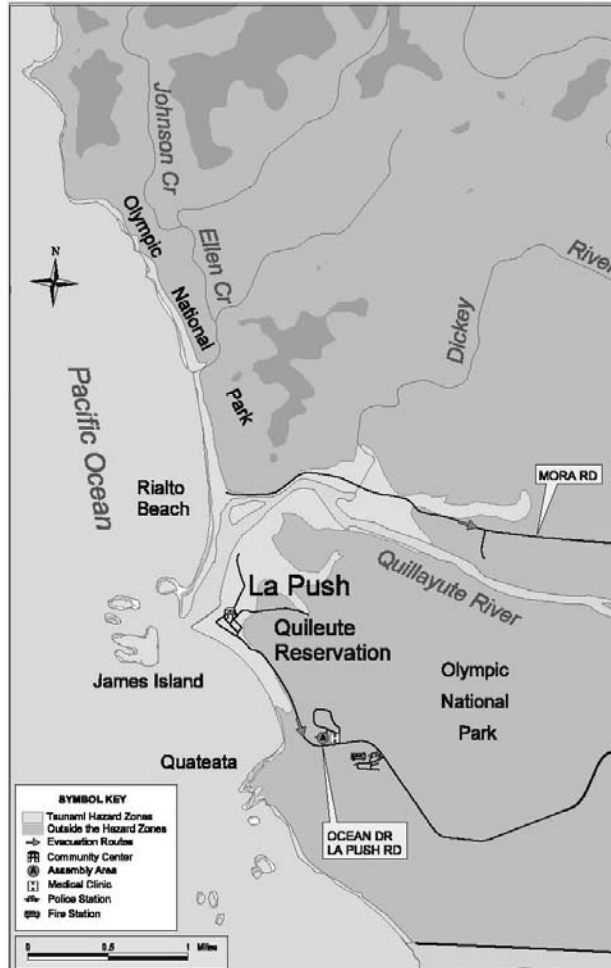 Johnson Cr
Olympic
National
Park
Ellen Cr
River
Dickey
N
Pacific Ocean
Rialto
Beach
MORA RD
La Push
Quillayute River
Quileute
Reservation
James Island
Olympic
National
Park
Quateata
A
H
OCEAN DR
LA PUSH RD
SYMBOL KEY
Tsunami Hazard Zones
Outside the Hazard Zones
Evacuation Routes
Community Center
A Assembly Area
H Medical Clinic
Police Station
Fire Station
0 0.5 1
Miles